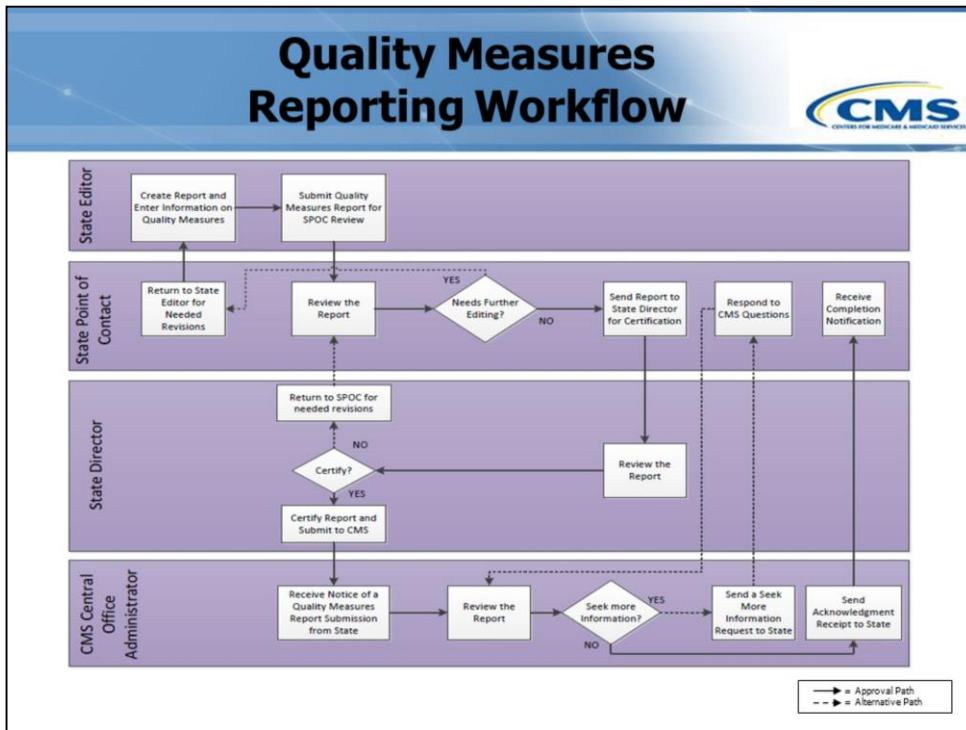 Quality Measures
Reporting Workflow
CMS
CENTERS FOR MEDICARE & MEDICAID SERVICES
State Editor
Create Report and
Enter Information on
Quality Measures
Submit Quality
Measures Report for
SPOC Review
State Point of
Contact
Return to State
Editor for
Needed
Revisions
Review the
Report
YES
Needs Further
Editing?
NO
Send Report to
State Director
for Certification
Respond to
CMS Questions
Receive
Completion
Notification
State Director
Return to SPOC for
needed revisions
NO
Certify?
YES
Review the
Report
Certify Report and
Submit to CMS
CMS Central
Office
Administrator
Receive Notice of a
Quality Measures
Report Submission
from State
Review the
Report
Seek more
Information?
YES
NO
Send a Seek
More
Information
Request to State
Send
Acknowledgment
Receipt to State
= Approval Path
= Alternative Path